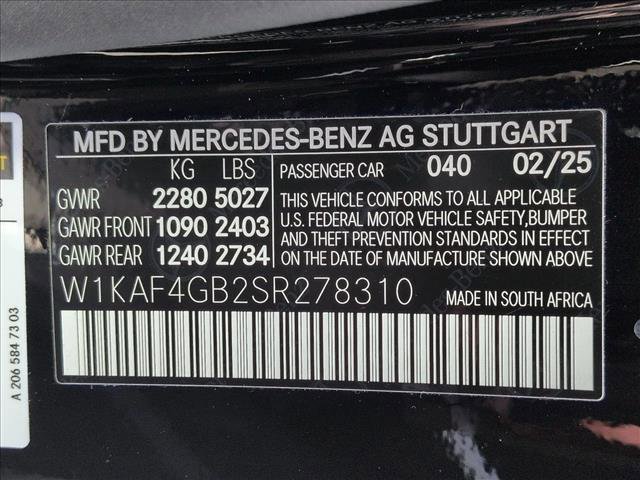 MFD BY MERCEDES-BENZ AG STUTTGART
KG LBS
GVWR 2280 5027
GAWR FRONT 1090 2403
GAWR REAR 1240 2734
PASSENGER CAR 040 02/25
THIS VEHICLE CONFORMS TO ALL APPLICABLE
U.S. FEDERAL MOTOR VEHICLE SAFETY,BUMPER
AND THEFT PREVENTION STANDARDS IN EFFECT
ON THE DATE OF MANUFACTURE SHOWN ABOVE
W1KAF4GB2SR278310
MADE IN SOUTH AFRICA
A 206 584 73 03